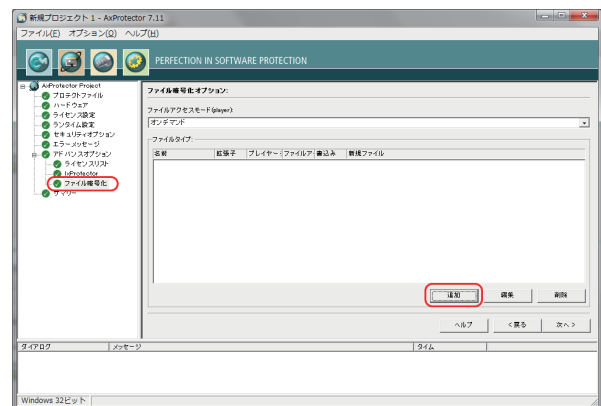 新規プロジェクト 1 - AxProtector 7.11
ファイル(F) オプション(O) ヘルプ(H)
PERFECTION IN SOFTWARE PROTECTION
AxProtector Project
プロテクトファイル
ハードウェア
ライセンス設定
ランタイム設定
セキュリティオプション
エラーメッセージ
アドバンスオプション
ライセンスリスト
IxProtector
ファイル暗号化
サマリー
ファイル暗号化オプション:
ファイルアクセスモード(player):
オンデマンド
ファイルタイプ:
名前 拡張子 プレイヤー: ファイルア 書込み 新規ファイル
追加 編集 削除
ヘルプ < 戻る 次へ >
ダイアログ メッセージ タイム
Windows 32ビット